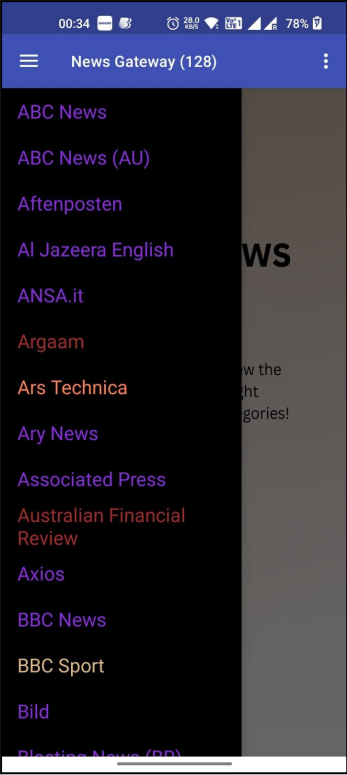 00:34 28.0 KB/S 78%
News Gateway (128)
ABC News
ABC News (AU)
Aftenposten
Al Jazeera English
WS
ANSA.it
Argaam
ew the
Ars Technica
ght
egories!
Ary News
Associated Press
Australian Financial
Review
Axios
BBC News
BBC Sport
Bild